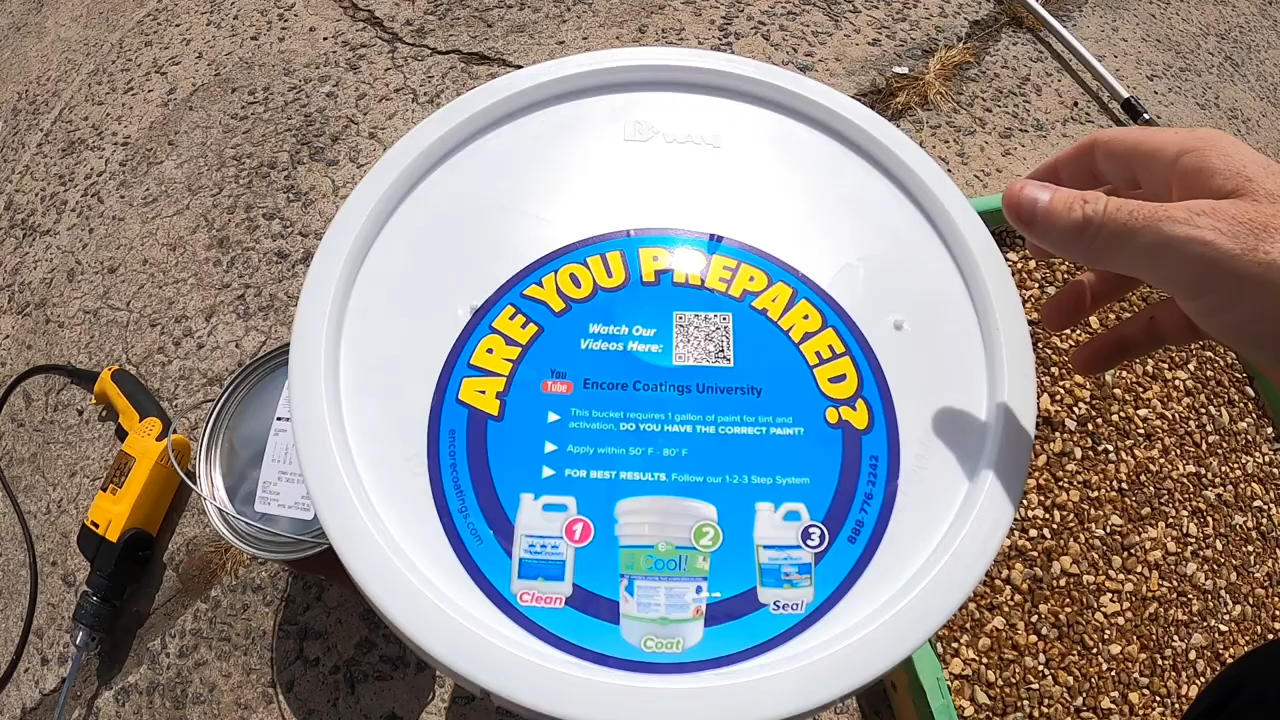 ARE YOU PREPARED?
Watch Our
Videos Here:
You
Tube
Encore Coatings University
This bucket requires 1 gallon of paint for tint and
activation, DO YOU HAVE THE CORRECT PAINT?
Apply within 50° F - 80° F
FOR BEST RESULTS, Follow our 1-2-3 Step System
encorecoatings.com
888-776-2242
1
2
3
Cool!
Clean
Coat
Seal